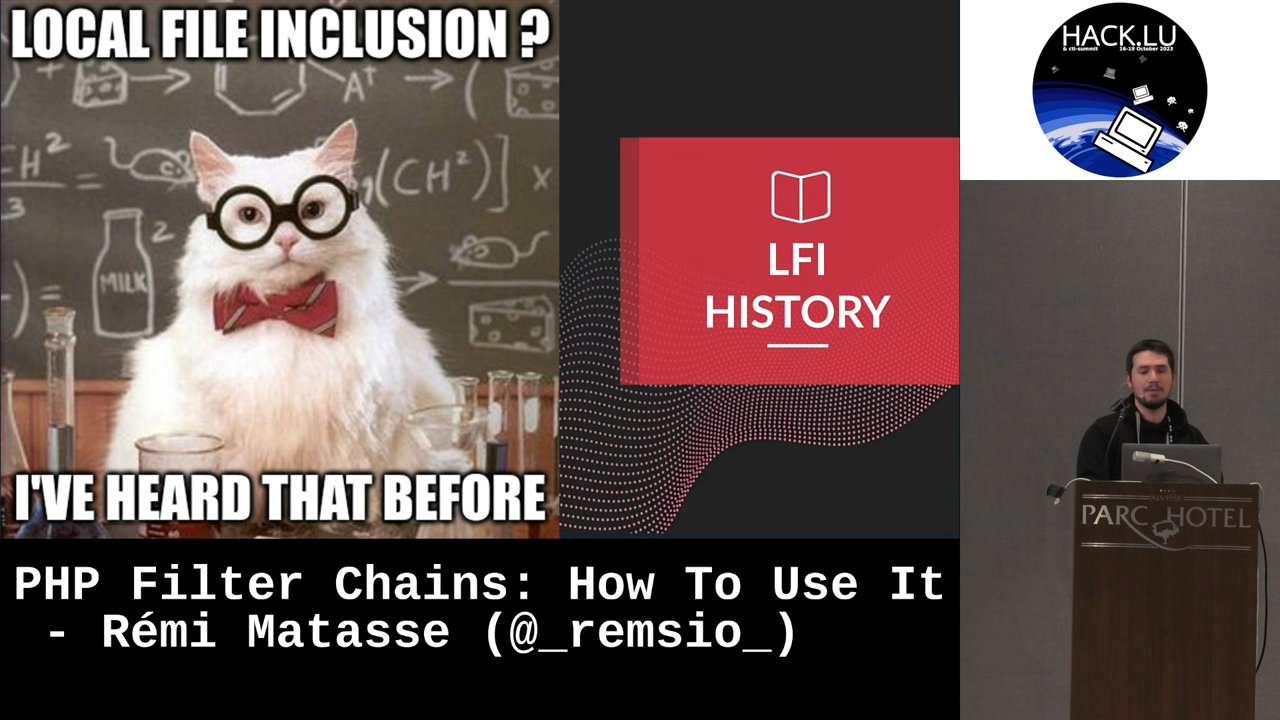 LOCAL FILE INCLUSION ?
MILK
I'VE HEARD THAT BEFORE
LFI
HISTORY
HACK.LU
& cti-summit 16-19 October 2023
PARC HOTEL
PHP Filter Chains: How To Use It
- Rémi Matasse (@_remsio_)